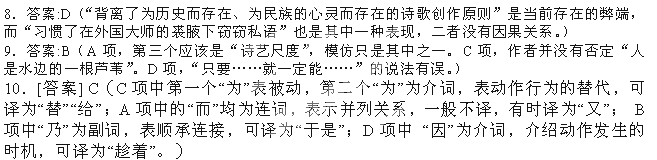 8. 答案:D（“背离了为历史而存在、为民族的心灵而存在的诗歌创作原则”是当前存在的弊端，
而“习惯了在外国大师的裘腋下窃窃私语”也是其中一种表现，二者没有因果关系。）
9. 答案:B（A 项，第三个应该是“诗艺尺度”，模仿只是其中之一。C 项，作者并没有否定“人
是水边的一根芦苇”。D 项，“只要……就一定能……”的说法有误。）
10. [答案] C（C 项中第一个“为”表被动，第二个“为”为介词，表动作行为的替代，可
译为“替”“给”；A 项中的“而”均为连词，表示并列关系，一般不译，有时译为“又”； B
项中“乃”为副词，表顺承连接，可译为“于是”；D 项中 “因”为介词，介绍动作发生的
时机，可译为“趁着”。）